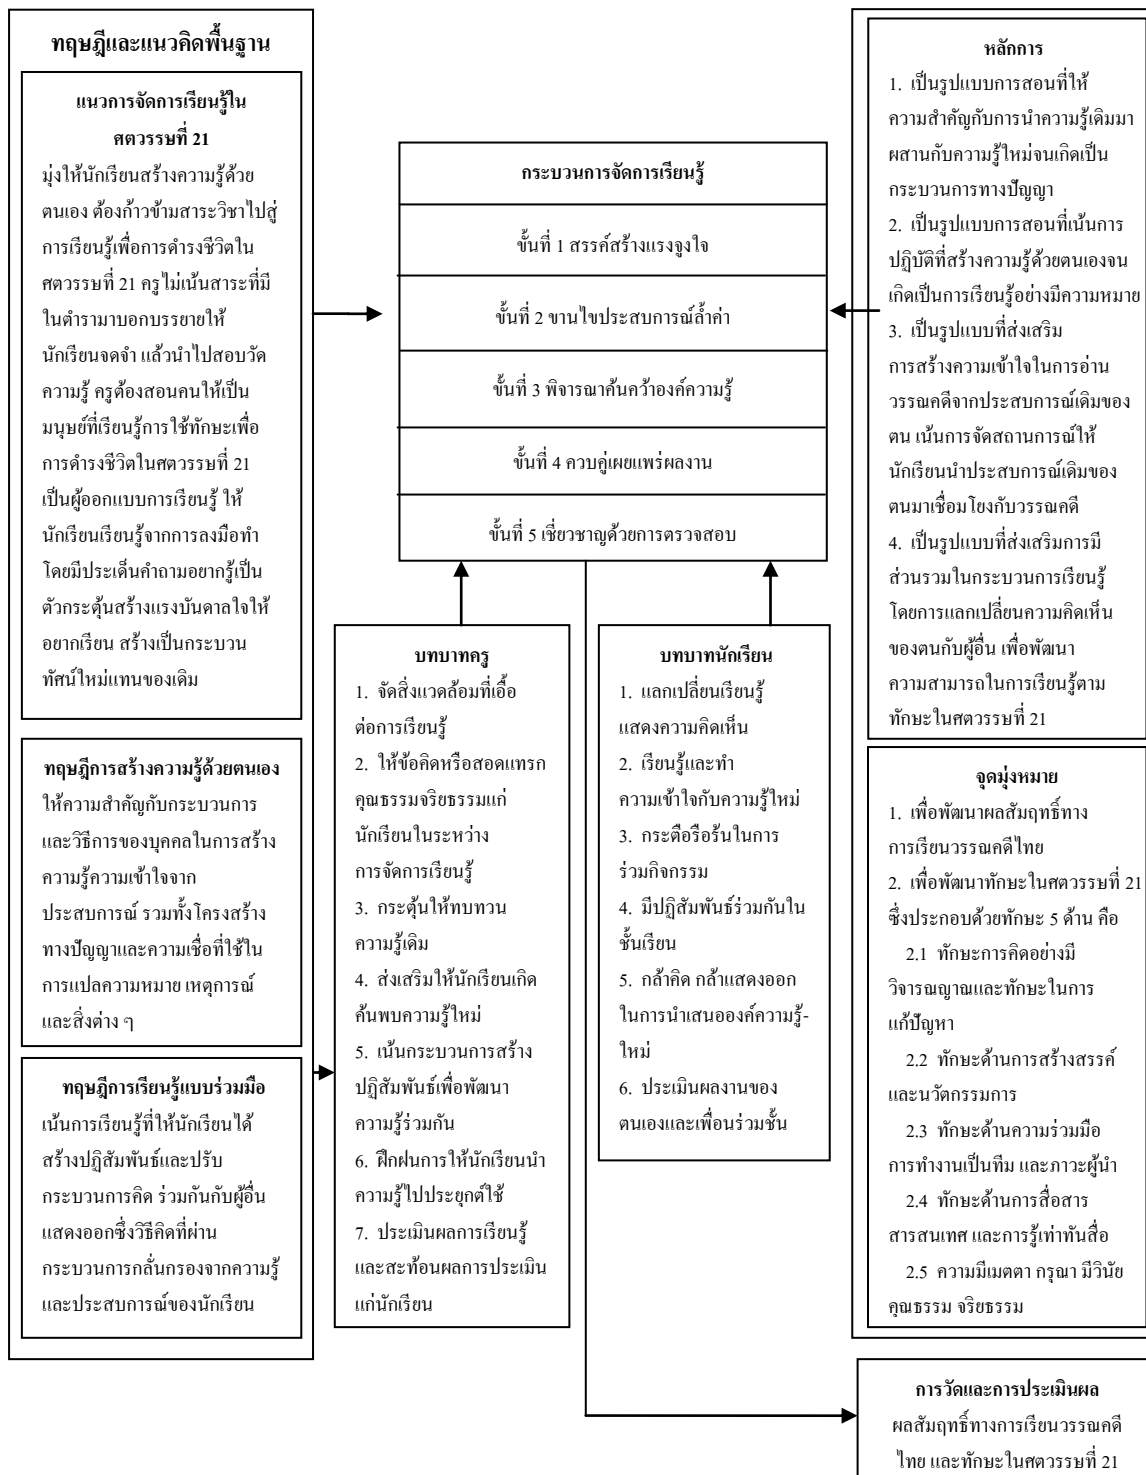 ทฤษฎีและแนวคิดพื้นฐาน
แนวการจัดการเรียนรู้ใน
ศตวรรษที่ 21
มุ่งให้นักเรียนสร้างความรู้ด้วย
ตนเอง ต้องก้าวข้ามสาระวิชาไปสู่
การเรียนรู้เพื่อการดำรงชีวิตใน
ศตวรรษที่ 21 ครูไม่เน้นสาระที่มี
ในตำรามาบอกบรรยายให้
นักเรียนจดจำ แล้วนำไปสอบวัด
ความรู้ ครูต้องสอนคนให้เป็น
มนุษย์ที่เรียนรู้การใช้ทักษะเพื่อ
การดำรงชีวิตในศตวรรษที่ 21
เป็นผู้ออกแบบการเรียนรู้ ให้
นักเรียนเรียนรู้จากการลงมือทำ
โดยมีประเด็นคำถามอยากรู้เป็น
ตัวกระตุ้นสร้างแรงบันดาลใจให้
อยากเรียน สร้างเป็นกระบวน
ทัศน์ใหม่แทนของเดิม
ทฤษฎีการสร้างความรู้ด้วยตนเอง
ให้ความสำคัญกับกระบวนการ
และวิธีการของบุคคลในการสร้าง
ความรู้ความเข้าใจจาก
ประสบการณ์ รวมทั้งโครงสร้าง
ทางปัญญาและความเชื่อที่ใช้ใน
การแปลความหมาย เหตุการณ์
และสิ่งต่าง ๆ
ทฤษฎีการเรียนรู้แบบร่วมมือ
เน้นการเรียนรู้ที่ให้นักเรียนได้
สร้างปฏิสัมพันธ์และปรับ
กระบวนการคิด ร่วมกันกับผู้อื่น
แสดงออกซึ่งวิธีคิดที่ผ่าน
กระบวนการกลั่นกรองจากความรู้
และประสบการณ์ของนักเรียน
กระบวนการจัดการเรียนรู้
ขั้นที่ 1 สรรค์สร้างแรงจูงใจ
ขั้นที่ 2 ขานไขประสบการณ์ล้ำค่า
ขั้นที่ 3 พิจารณาค้นคว้าองค์ความรู้
ขั้นที่ 4 ควบคู่เผยแพร่ผลงาน
ขั้นที่ 5 เชี่ยวชาญด้วยการตรวจสอบ
บทบาทครู
1. จัดสิ่งแวดล้อมที่เอื้อ
ต่อการเรียนรู้
2. ให้ข้อคิดหรือสอดแทรก
คุณธรรมจริยธรรมแก่
นักเรียนในระหว่าง
การจัดการเรียนรู้
3. กระตุ้นให้ทบทวน
ความรู้เดิม
4. ส่งเสริมให้นักเรียนเกิด
ค้นพบความรู้ใหม่
5. เน้นกระบวนการสร้าง
ปฏิสัมพันธ์เพื่อพัฒนา
ความรู้ร่วมกัน
6. ฝึกฝนการให้นักเรียนนำ
ความรู้ไปประยุกต์ใช้
7. ประเมินผลการเรียนรู้
และสะท้อนผลการประเมิน
แก่นักเรียน
บทบาทนักเรียน
1. แลกเปลี่ยนเรียนรู้
แสดงความคิดเห็น
2. เรียนรู้และทำ
ความเข้าใจกับความรู้ใหม่
3. กระตือรือร้นในการ
ร่วมกิจกรรม
4. มีปฏิสัมพันธ์ร่วมกันใน
ชั้นเรียน
5. กล้าคิด กล้าแสดงออก
ในการนำเสนอองค์ความรู้-
ใหม่
6. ประเมินผลงานของ
ตนเองและเพื่อนร่วมชั้น
หลักการ
1. เป็นรูปแบบการสอนที่ให้
ความสำคัญกับการนำความรู้เดิมมา
ผสานกับความรู้ใหม่จนเกิดเป็น
กระบวนการทางปัญญา
2. เป็นรูปแบบการสอนที่เน้นการ
ปฏิบัติที่สร้างความรู้ด้วยตนเองจน
เกิดเป็นการเรียนรู้อย่างมีความหมาย
3. เป็นรูปแบบที่ส่งเสริม
การสร้างความเข้าใจในการอ่าน
วรรณคดีจากประสบการณ์เดิมของ
ตน เน้นการจัดสถานการณ์ให้
นักเรียนนำประสบการณ์เดิมของ
ตนมาเชื่อมโยงกับวรรณคดี
4. เป็นรูปแบบที่ส่งเสริมการมี
ส่วนรวมในกระบวนการเรียนรู้
โดยการแลกเปลี่ยนความคิดเห็น
ของตนกับผู้อื่น เพื่อพัฒนา
ความสามารถในการเรียนรู้ตาม
ทักษะในศตวรรษที่ 21
จุดมุ่งหมาย
1. เพื่อพัฒนาผลสัมฤทธิ์ทาง
การเรียนวรรณคดีไทย
2. เพื่อพัฒนาทักษะในศตวรรษที่ 21
ซึ่งประกอบด้วยทักษะ 5 ด้าน คือ
2.1 ทักษะการคิดอย่างมี
วิจารณญาณและทักษะในการ
แก้ปัญหา
2.2 ทักษะด้านการสร้างสรรค์
และนวัตกรรมการ
2.3 ทักษะด้านความร่วมมือ
การทำงานเป็นทีม และภาวะผู้นำ
2.4 ทักษะด้านการสื่อสาร
สารสนเทศ และการรู้เท่าทันสื่อ
2.5 ความมีเมตตา กรุณา มีวินัย
คุณธรรม จริยธรรม
การวัดและการประเมินผล
ผลสัมฤทธิ์ทางการเรียนวรรณคดี
ไทย และทักษะในศตวรรษที่ 21